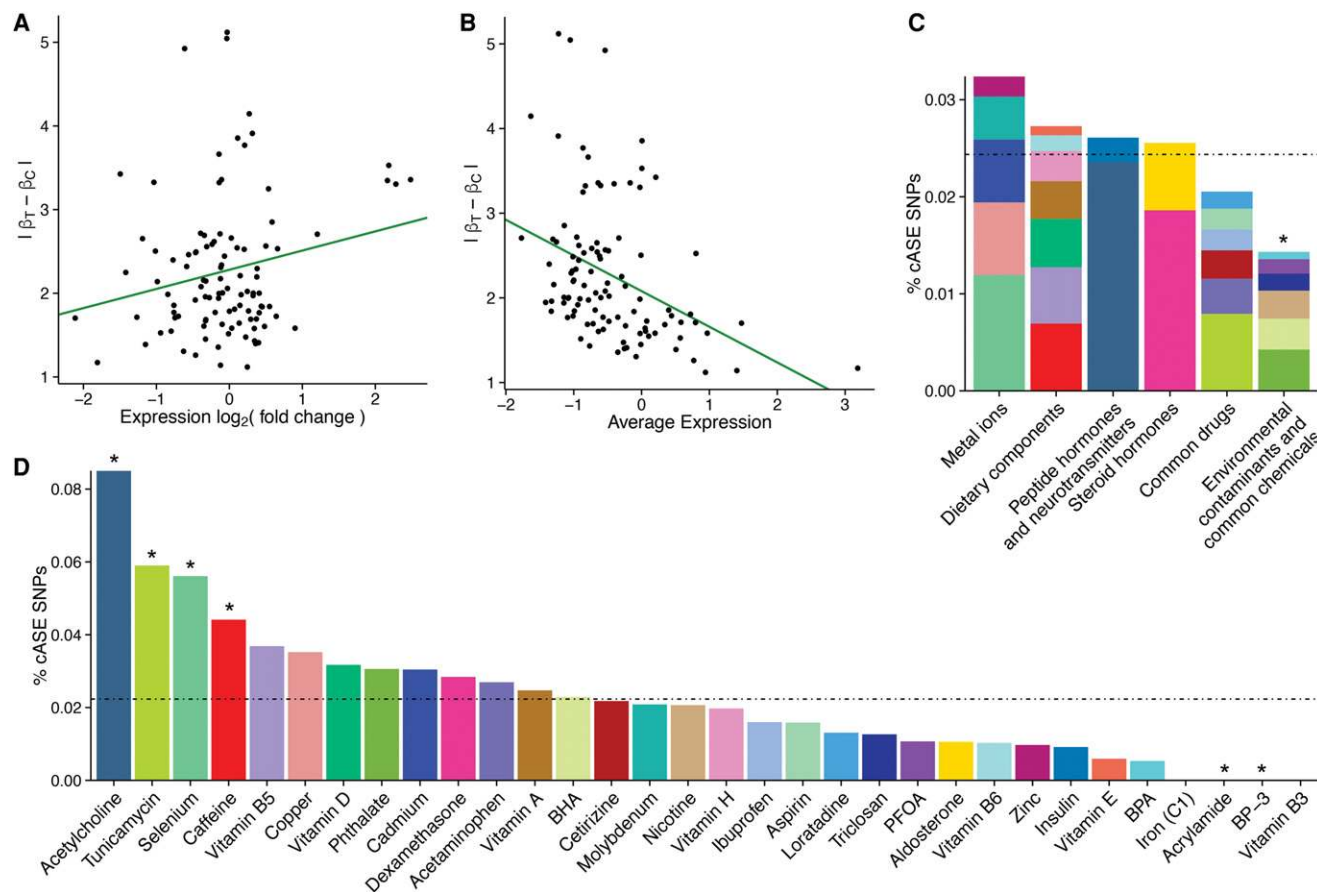 A
| βT − βC |
5
4
3
2
1
−2
−1
0
1
2
Expression log2( fold change )
B
| βT − βC |
5
4
3
2
1
−2
−1
0
1
2
3
Average Expression
C
% cASE SNPs
0.03
0.02
0.01
0.00
*
Metal ions
Dietary components
Peptide hormones
and neurotransmitters
Steroid hormones
Common drugs
Environmental
contaminants and
common chemicals
D
% cASE SNPs
0.08
0.06
0.04
0.02
0.00
*
*
*
*
*
*
Acetylcholine
Tunicamycin
Selenium
Caffeine
Vitamin B5
Copper
Vitamin D
Phthalate
Cadmium
Dexamethasone
Acetaminophen
Vitamin A
BHA
Cetirizine
Molybdenum
Nicotine
Vitamin H
Ibuprofen
Aspirin
Loratadine
Triclosan
PFOA
Aldosterone
Vitamin B6
Zinc
Insulin
Vitamin E
BPA
Iron (C1)
Acrylamide
BP−3
Vitamin B3